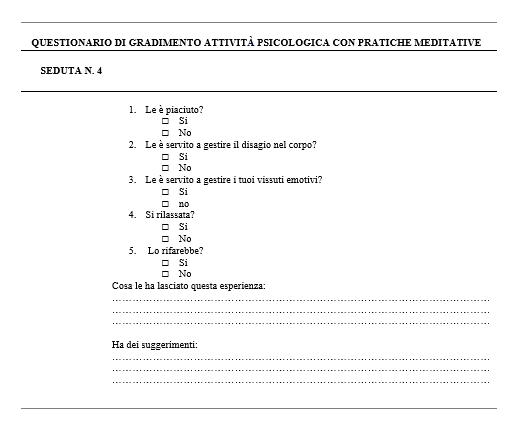 QUESTIONARIO DI GRADIMENTO ATTIVITÀ PSICOLOGICA CON PRATICHE MEDITATIVE
SEDUTA N. 4
1. Le è piaciuto?
□ Si
□ No
2. Le è servito a gestire il disagio nel corpo?
□ Si
□ No
3. Le è servito a gestire i tuoi vissuti emotivi?
□ Si
□ no
4. Si rilassata?
□ Si
□ No
5. Lo rifarebbe?
□ Si
□ No
Cosa le ha lasciato questa esperienza:
Ha dei suggerimenti: